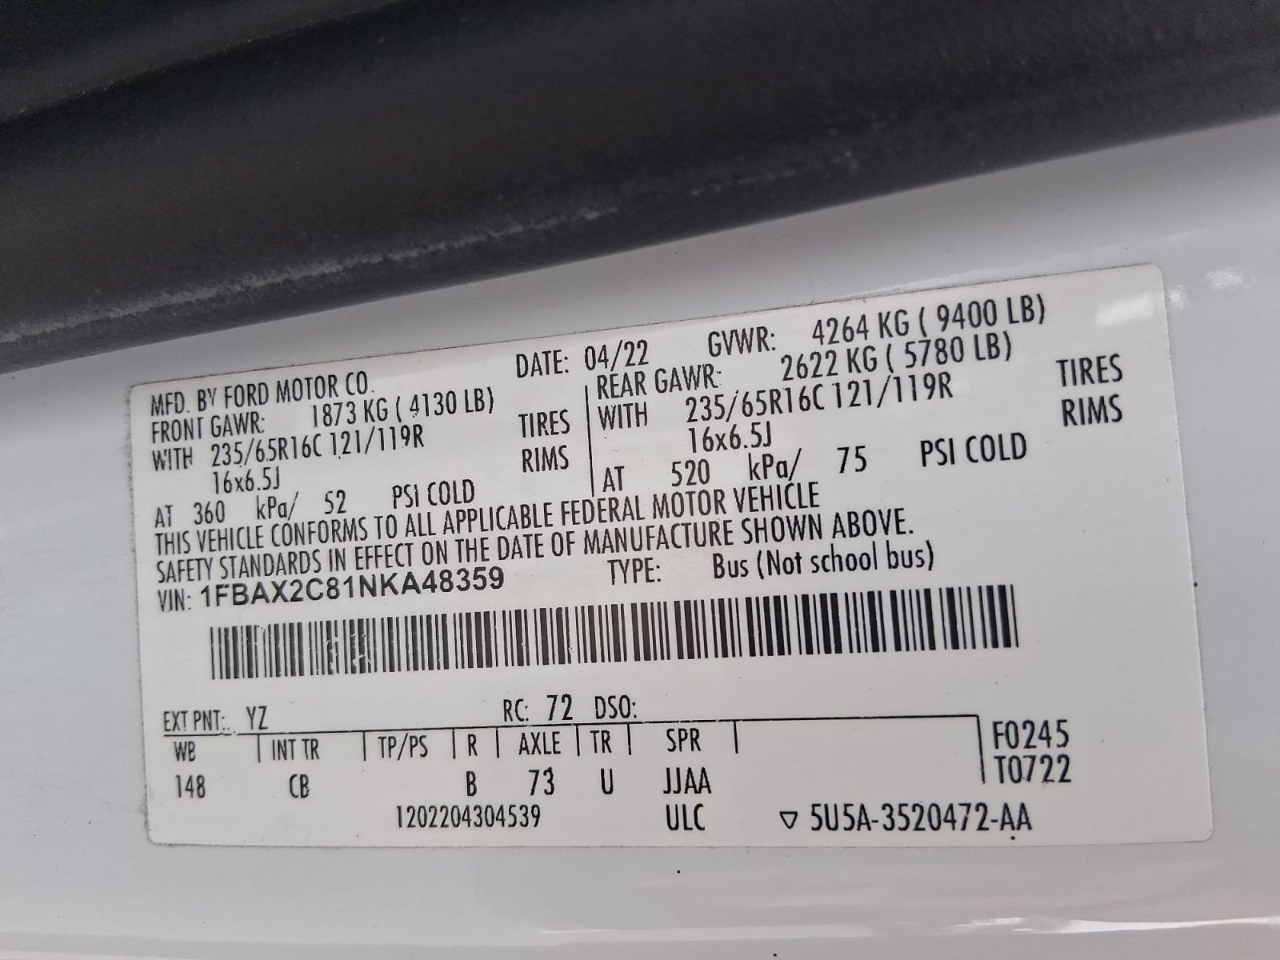 MFD. BY FORD MOTOR CO. DATE: 04/22 GVWR: 4264 KG ( 9400 LB)
FRONT GAWR: 1873 KG ( 4130 LB) REAR GAWR: 2622 KG ( 5780 LB)
WITH 235/65R16C 121/119R TIRES WITH 235/65R16C 121/119R TIRES
16x6.5J RIMS 16x6.5J RIMS
AT 360 kPa/ 52 PSI COLD AT 520 kPa/ 75 PSI COLD
THIS VEHICLE CONFORMS TO ALL APPLICABLE FEDERAL MOTOR VEHICLE
SAFETY STANDARDS IN EFFECT ON THE DATE OF MANUFACTURE SHOWN ABOVE.
VIN: 1FBAX2C81NKA48359 TYPE: Bus (Not school bus)
EXT PNT: YZ RC: 72 DSO:
WB INT TR TP/PS R AXLE TR SPR F0245
148 CB B 73 U JJAA T0722
1202204304539 ULC ▽ 5U5A-3520472-AA